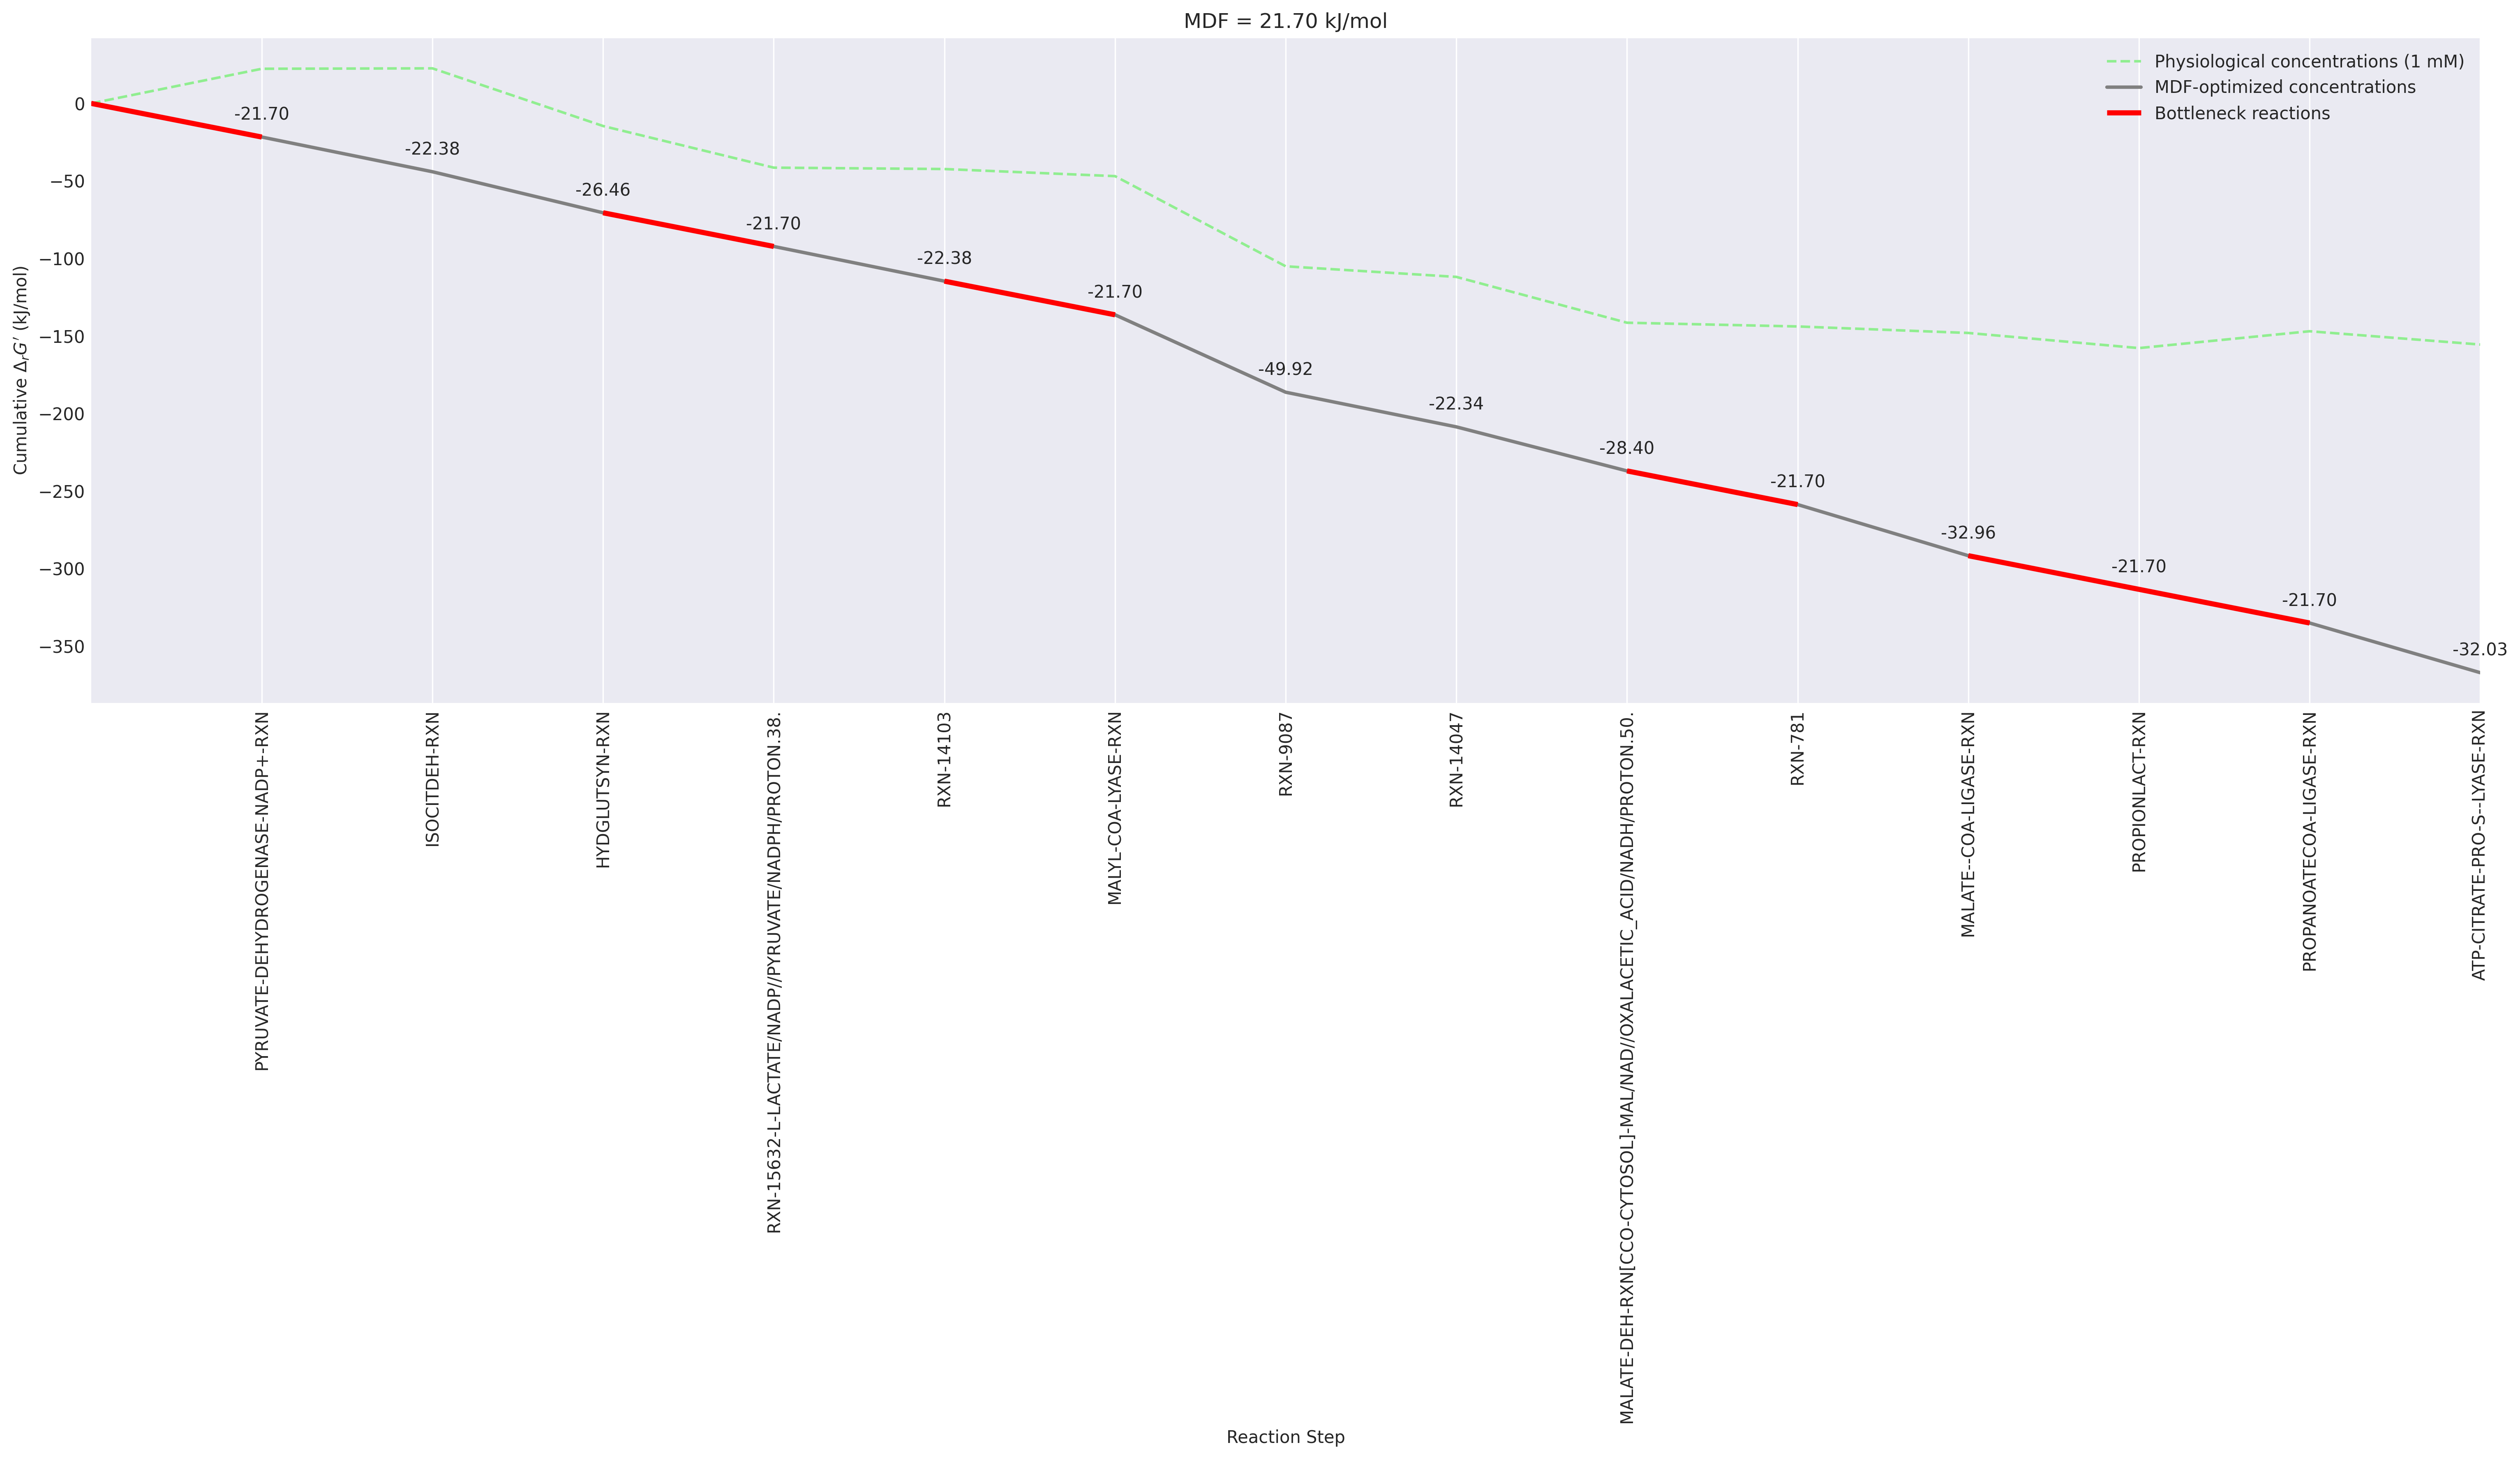 MDF = 21.70 kJ/mol
Physiological concentrations (1 mM)
MDF-optimized concentrations
Bottleneck reactions
Cumulative ΔrG′ (kJ/mol)
0
−50
−100
−150
−200
−250
−300
−350
-21.70
-22.38
-26.46
-21.70
-22.38
-21.70
-49.92
-22.34
-28.40
-21.70
-32.96
-21.70
-21.70
-32.03
PYRUVATE-DEHYDROGENASE-NADP+-RXN
ISOCITDEH-RXN
HYDGLUTSYN-RXN
RXN-15632-L-LACTATE/NADP//PYRUVATE/NADPH/PROTON.38.
RXN-14103
MALYL-COA-LYASE-RXN
RXN-9087
RXN-14047
MALATE-DEH-RXN[CCO-CYTOSOL]-MAL/NAD//OXALACETIC_ACID/NADH/PROTON.50.
RXN-781
MALATE--COA-LIGASE-RXN
PROPIONLACT-RXN
PROPANOATECOA-LIGASE-RXN
ATP-CITRATE-PRO-S--LYASE-RXN
Reaction Step